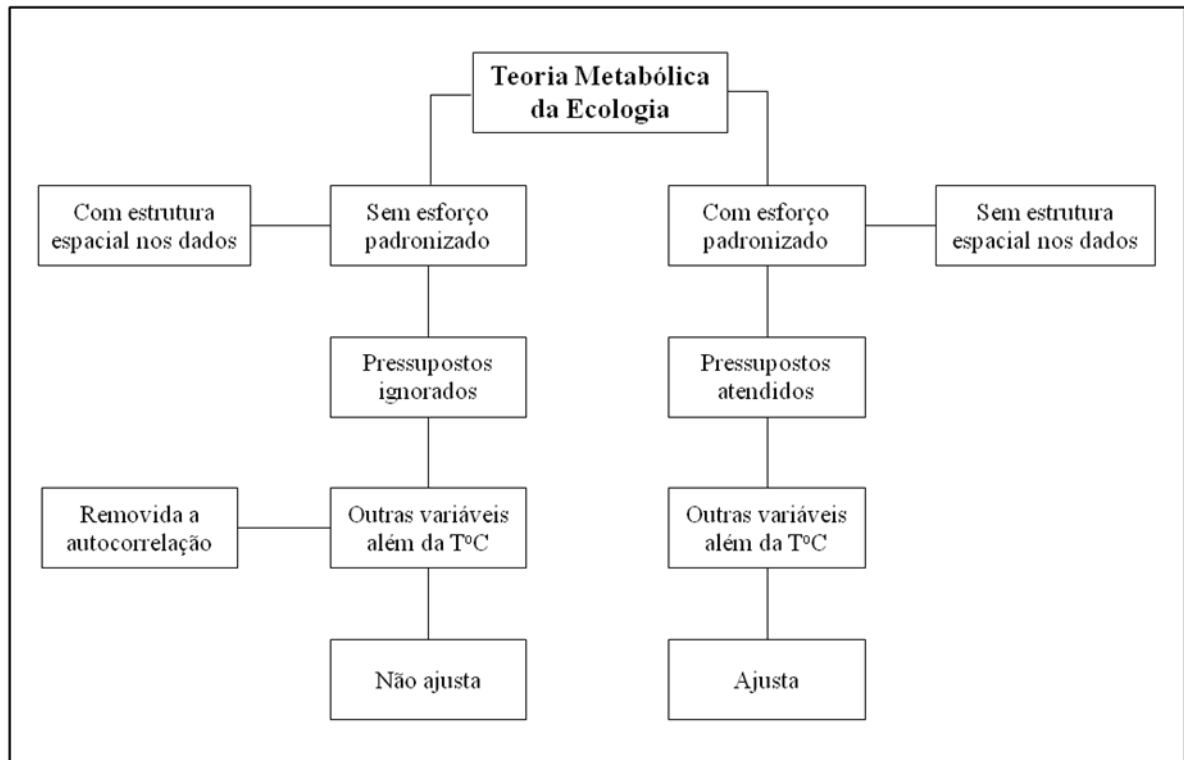 Teoria Metabólica
da Ecologia
Com estrutura
espacial nos dados
Sem esforço
padronizado
Com esforço
padronizado
Sem estrutura
espacial nos dados
Pressupostos
ignorados
Pressupostos
atendidos
Removida a
autocorrelação
Outras variáveis
além da TºC
Outras variáveis
além da TºC
Não ajusta
Ajusta